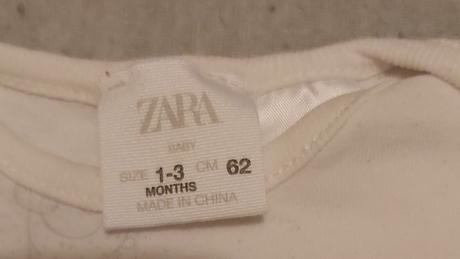 ZARA
BABY
SIZE 1-3 CM 62
MONTHS
MADE IN CHINA